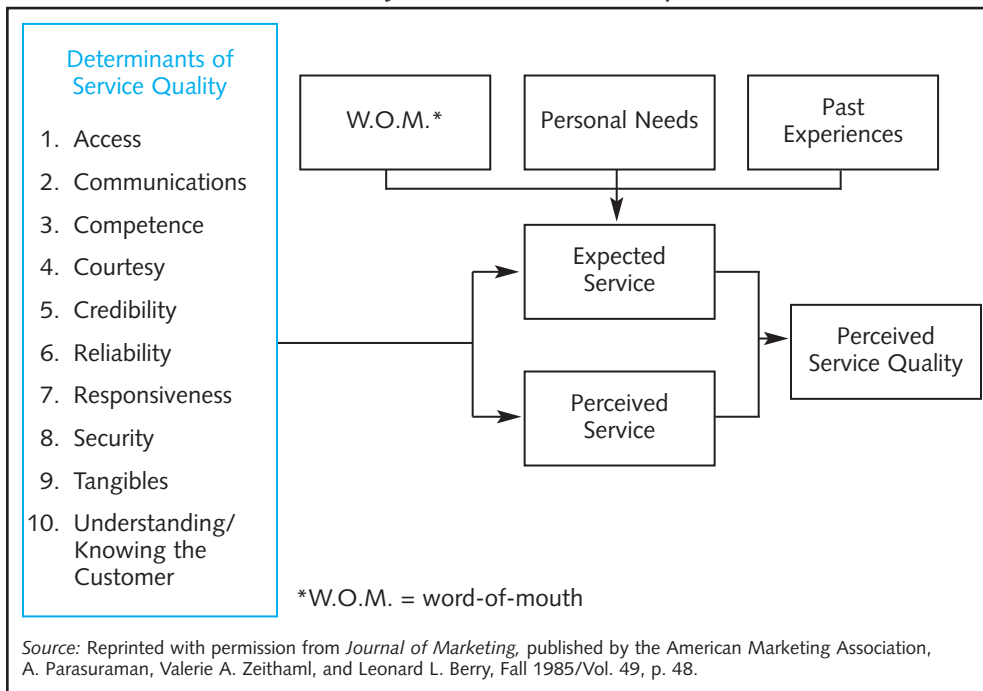 Determinants of
Service Quality
1. Access
2. Communications
3. Competence
4. Courtesy
5. Credibility
6. Reliability
7. Responsiveness
8. Security
9. Tangibles
10. Understanding/
Knowing the
Customer
W.O.M.*
Personal Needs
Past
Experiences
Expected
Service
Perceived
Service
Perceived
Service Quality
*W.O.M. = word-of-mouth
Source: Reprinted with permission from Journal of Marketing, published by the American Marketing Association,
A. Parasuraman, Valerie A. Zeithaml, and Leonard L. Berry, Fall 1985/Vol. 49, p. 48.